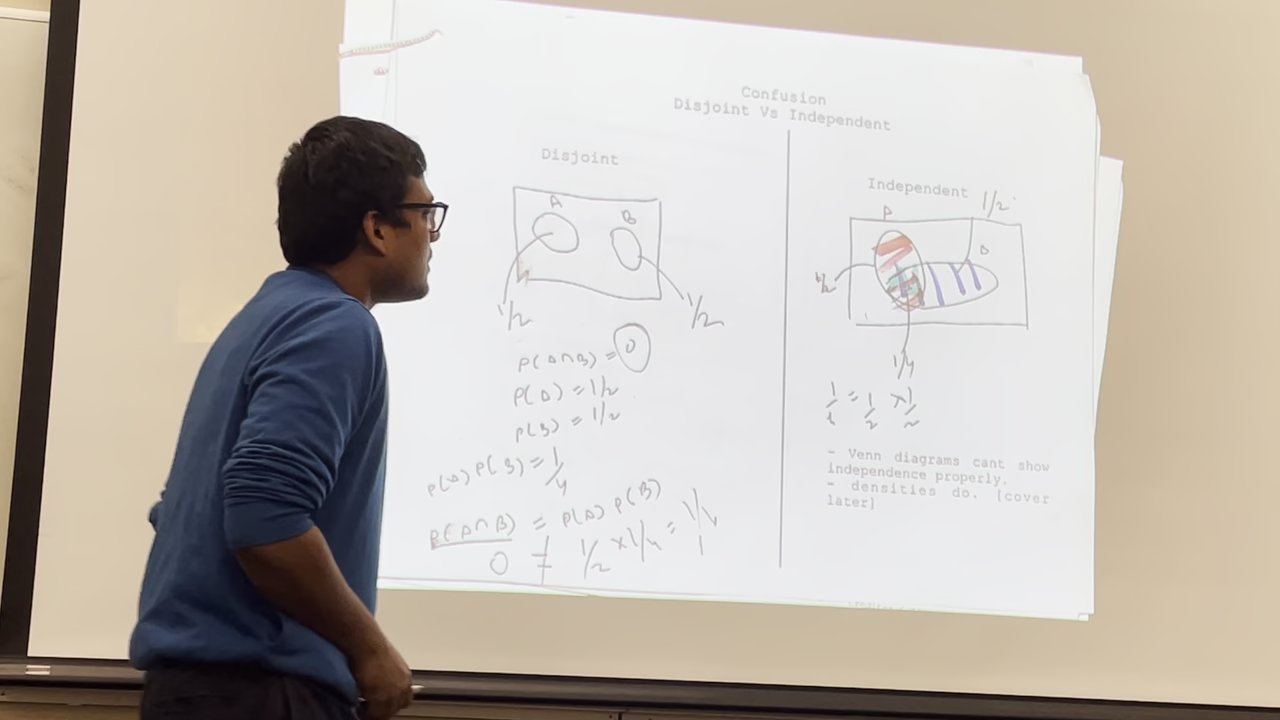 Confusion
Disjoint Vs Independent
Disjoint
A
B
1/2
1/2
P(A∩B) = 0
P(A) = 1/2
P(B) = 1/2
P(A) P(B) = 1/4
P(A∩B) = P(A) P(B)
0 ≠ 1/2 × 1/4 =
Independent
1/2
1/2
1/4
= 1/2 × 1/2
- Venn diagrams cant show
independence properly.
- densities do. [cover
later]